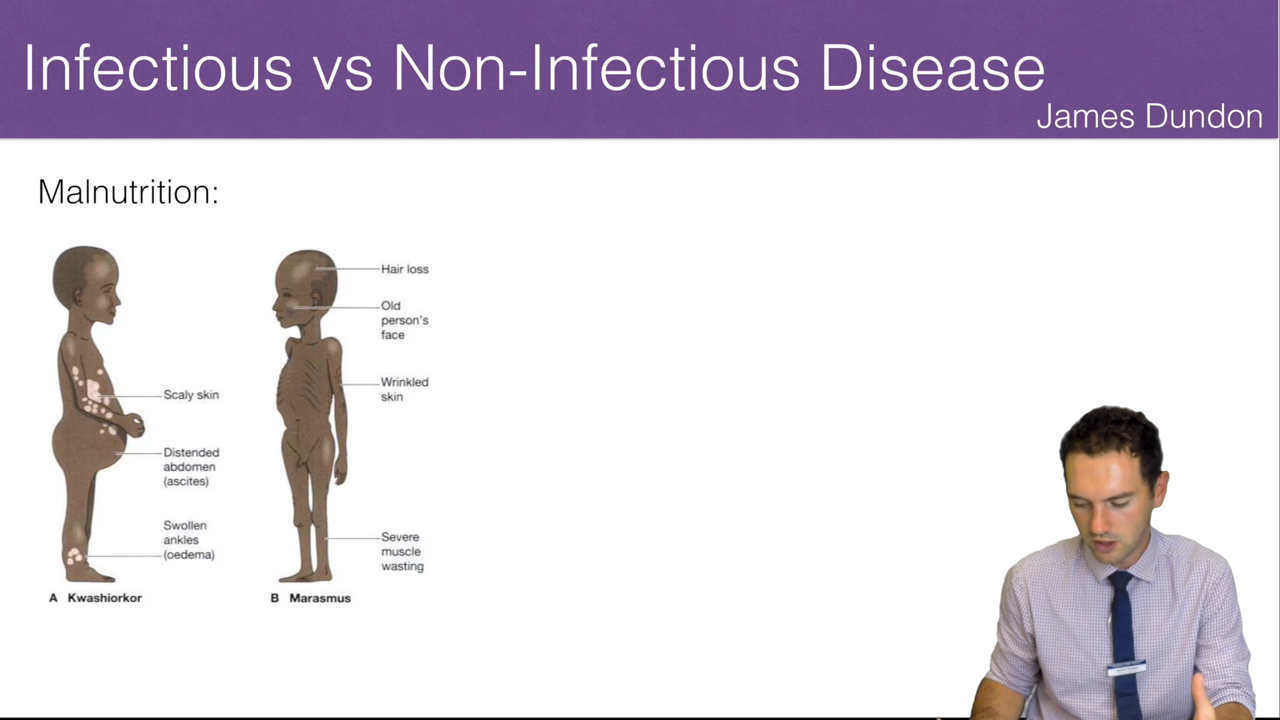 Infectious vs Non-Infectious Disease
James Dundon
Malnutrition:
Scaly skin
Distended
abdomen
(ascites)
Swollen
ankles
(oedema)
A Kwashiorkor
Hair loss
Old
person's
face
Wrinkled
skin
Severe
muscle
wasting
B Marasmus